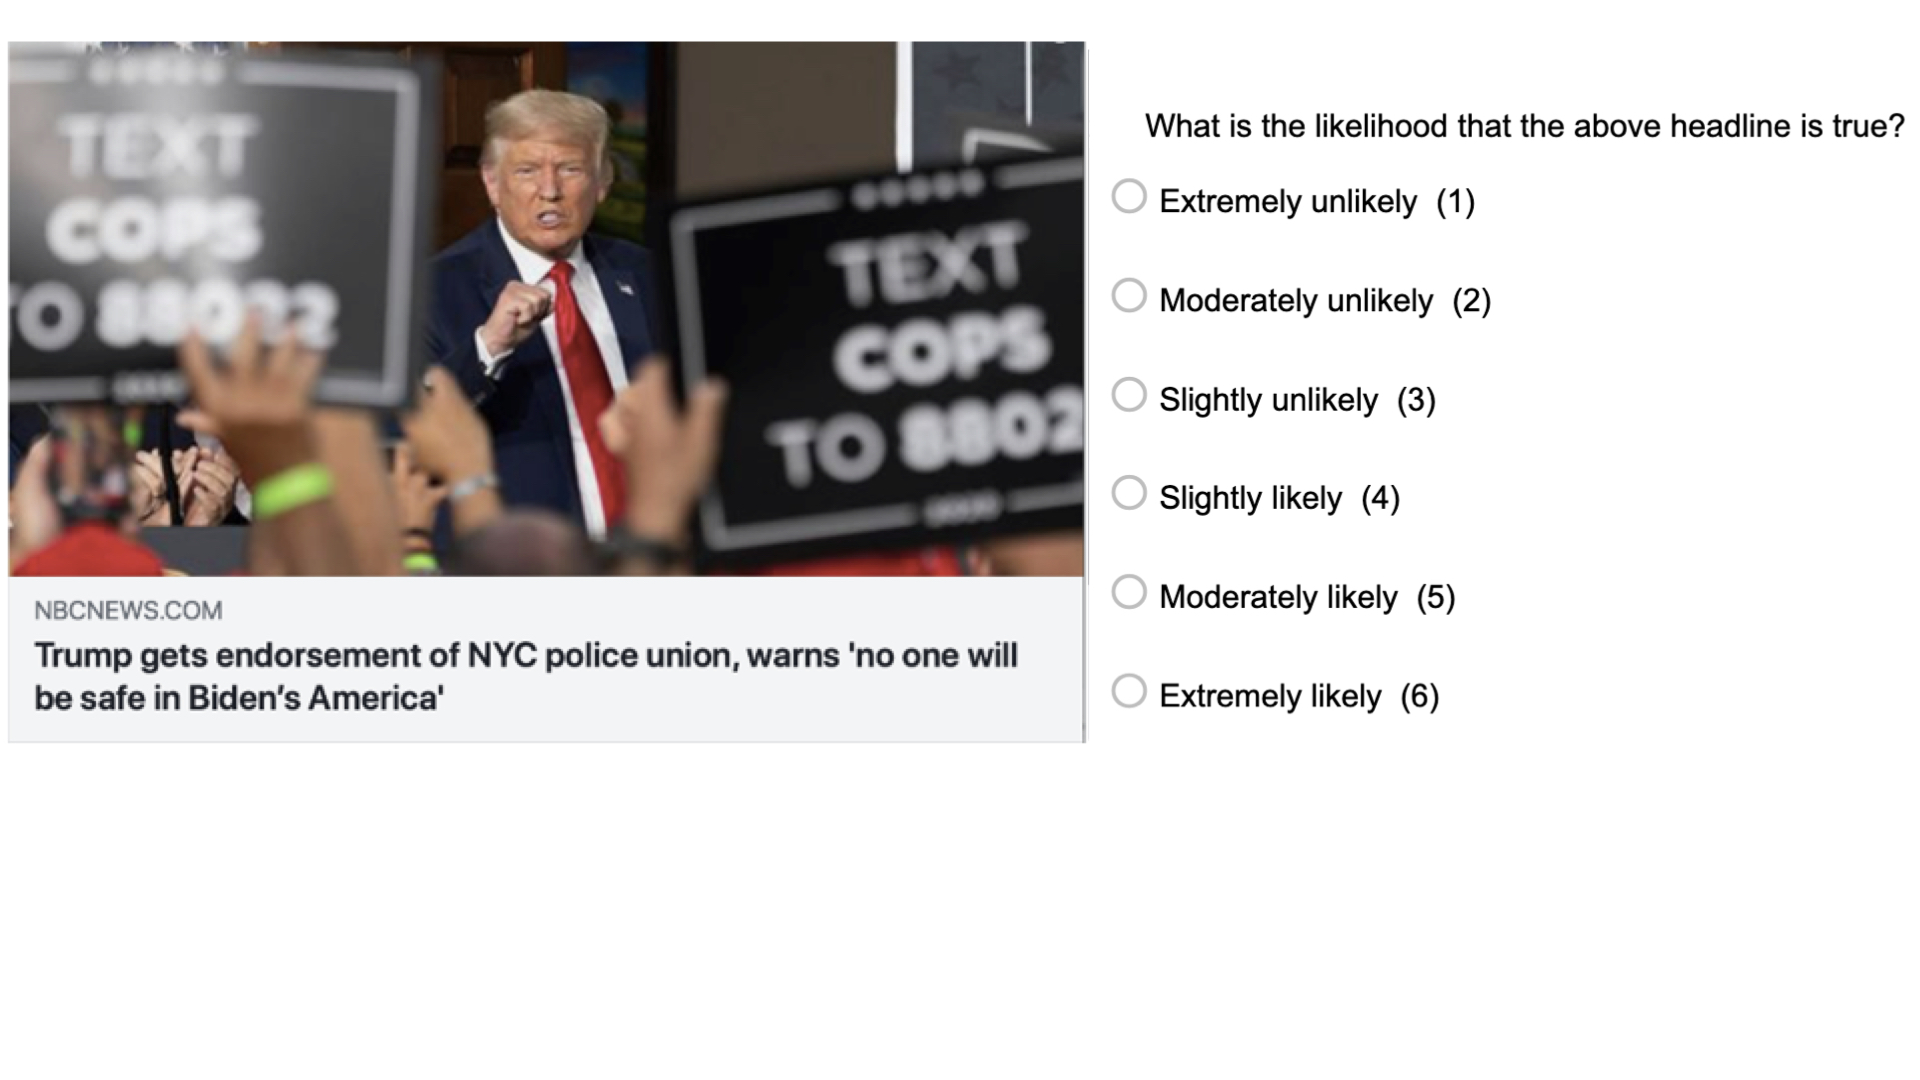 TEXT
COPS
TO 88022
TEXT
COPS
TO 8802
NBCNEWS.COM
Trump gets endorsement of NYC police union, warns 'no one will
be safe in Biden’s America'
What is the likelihood that the above headline is true?
Extremely unlikely (1)
Moderately unlikely (2)
Slightly unlikely (3)
Slightly likely (4)
Moderately likely (5)
Extremely likely (6)